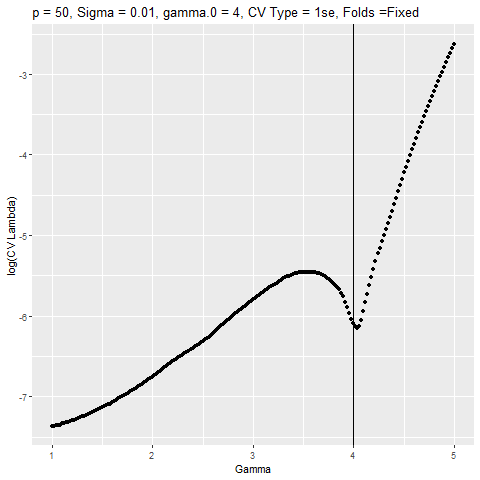 p = 50, Sigma = 0.01, gamma.0 = 4, CV Type = 1se, Folds =Fixed
-3
-4
-5
-6
-7
log(CV Lambda)
1 2 3 4 5
Gamma